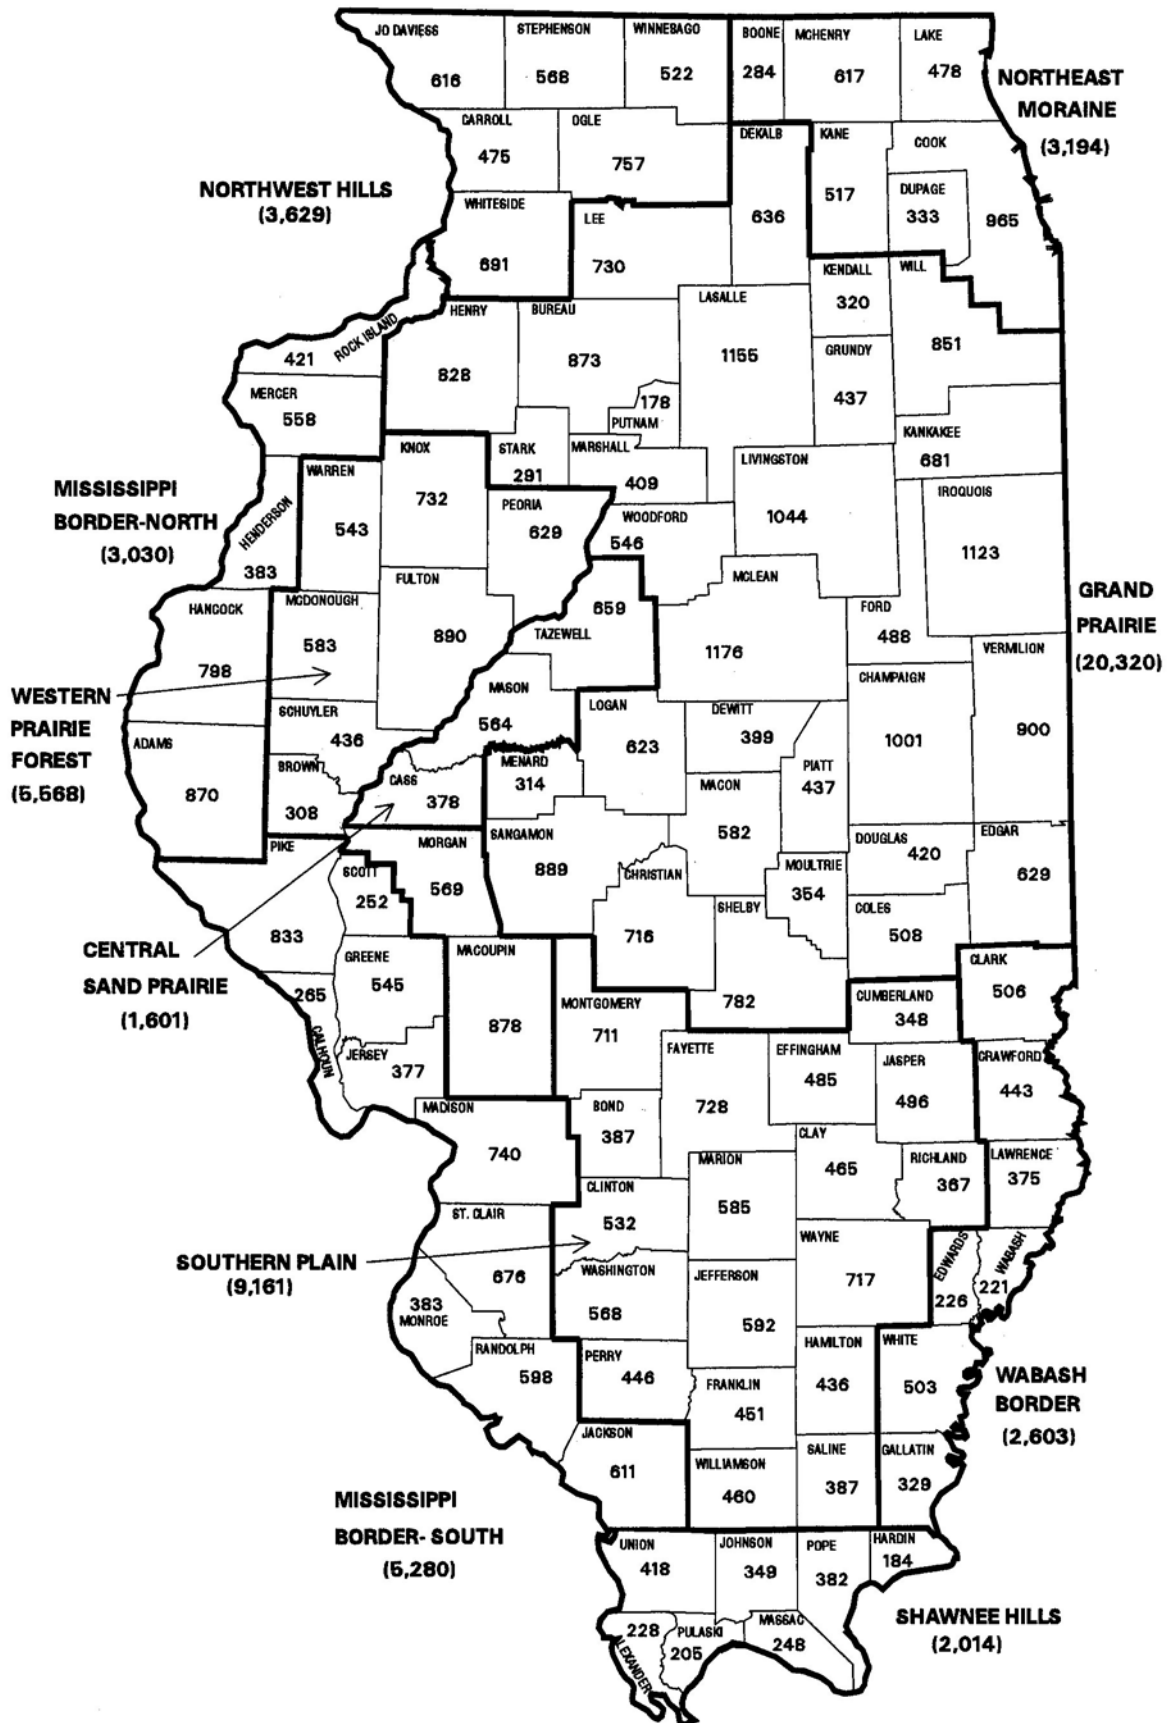 JO DAVIESS
616
STEPHENSON
568
WINNEBAGO
522
BOONE
284
MCHENRY
617
LAKE
478
NORTHEAST
MORAINE
(3,194)
CARROLL
475
OGLE
757
DEKALB
636
KANE
517
COOK
965
DUPAGE
333
NORTHWEST HILLS
(3,629)
WHITESIDE
691
LEE
730
KENDALL
320
WILL
851
ROCK ISLAND
421
HENRY
828
BUREAU
873
LASALLE
1155
GRUNDY
437
MERCER
558
178
PUTNAM
KANKAKEE
681
KNOX
732
STARK
291
MARSHALL
409
LIVINGSTON
1044
IROQUOIS
1123
WARREN
543
MISSISSIPPI
BORDER-NORTH
(3,030)
HENDERSON
383
PEORIA
629
WOODFORD
546
FULTON
890
MCLEAN
1176
GRAND
PRAIRIE
(20,320)
HANCOCK
798
MCDONOUGH
583
659
TAZEWELL
FORD
488
VERMILION
900
WESTERN
PRAIRIE
FOREST
(5,568)
SCHUYLER
436
MASON
564
LOGAN
623
DEWITT
399
CHAMPAIGN
1001
ADAMS
870
BROWN
308
CASS
378
MENARD
314
MACON
582
PIATT
437
PIKE
833
MORGAN
569
SANGAMON
889
CHRISTIAN
716
MOULTRIE
354
DOUGLAS
420
EDGAR
629
SCOTT
252
SHELBY
782
COLES
508
CENTRAL
SAND PRAIRIE
(1,601)
GREENE
545
MACOUPIN
878
CLARK
506
265
CALHOUN
MONTGOMERY
711
CUMBERLAND
348
JERSEY
377
FAYETTE
728
EFFINGHAM
485
JASPER
496
CRAWFORD
443
MADISON
740
BOND
387
CLAY
465
RICHLAND
367
LAWRENCE
375
MARION
585
CLINTON
532
ST. CLAIR
676
SOUTHERN PLAIN
(9,161)
WAYNE
717
EDWARDS
226
WABASH
221
WASHINGTON
568
JEFFERSON
592
383
MONROE
RANDOLPH
598
PERRY
446
HAMILTON
436
WHITE
503
WABASH
BORDER
(2,603)
FRANKLIN
451
JACKSON
611
WILLIAMSON
460
SALINE
387
GALLATIN
329
MISSISSIPPI
BORDER- SOUTH
(5,280)
UNION
418
JOHNSON
349
POPE
382
HARDIN
184
228
ALEXANDER
PULASKI
205
MASSAC
248
SHAWNEE HILLS
(2,014)